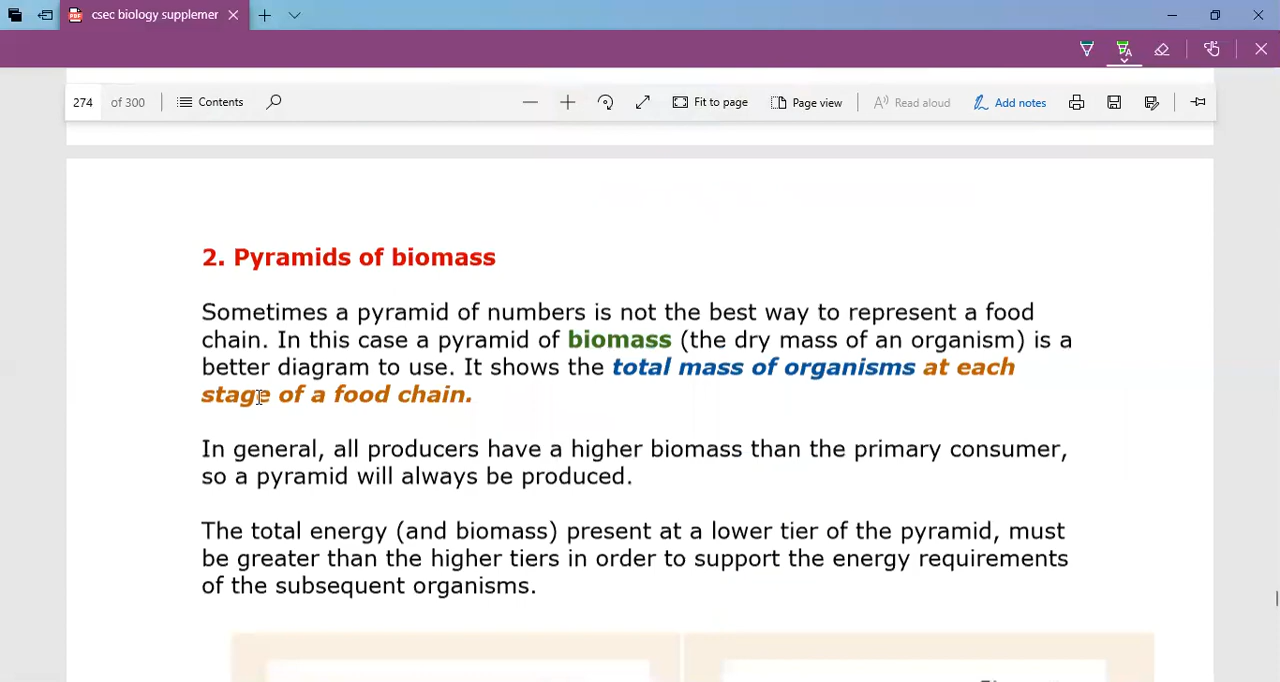 csec biology supplemer
274 of 300 Contents Fit to page Page view Read aloud Add notes
2. Pyramids of biomass
Sometimes a pyramid of numbers is not the best way to represent a food
chain. In this case a pyramid of biomass (the dry mass of an organism) is a
better diagram to use. It shows the total mass of organisms at each
stage of a food chain.
In general, all producers have a higher biomass than the primary consumer,
so a pyramid will always be produced.
The total energy (and biomass) present at a lower tier of the pyramid, must
be greater than the higher tiers in order to support the energy requirements
of the subsequent organisms.